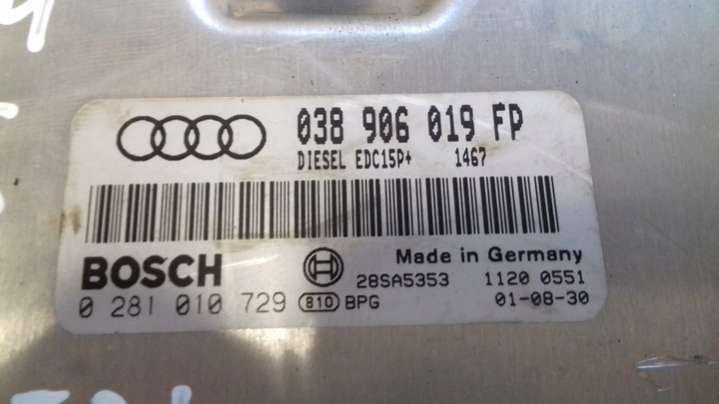 038 906 019 FP
DIESEL EDC15P+ 1467
Made in Germany
BOSCH 28SA5353 1120 0551
0 281 010 729 810 BPG 01-08-30